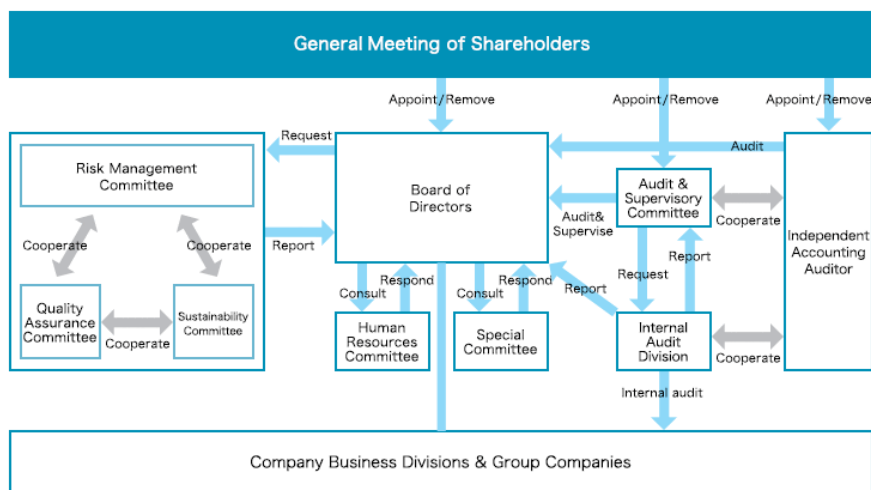 General Meeting of Shareholders
Appoint/Remove
Appoint/Remove
Appoint/Remove
Request
Audit
Risk Management
Committee
Board of
Directors
Audit &
Supervisory
Committee
Independent
Accounting
Auditor
Cooperate
Cooperate
Report
Audit&
Supervise
Cooperate
Request
Report
Quality
Assurance
Committee
Sustainability
Committee
Cooperate
Consult
Respond
Consult
Respond
Report
Human
Resources
Committee
Special
Committee
Internal
Audit
Division
Cooperate
Internal audit
Company Business Divisions & Group Companies